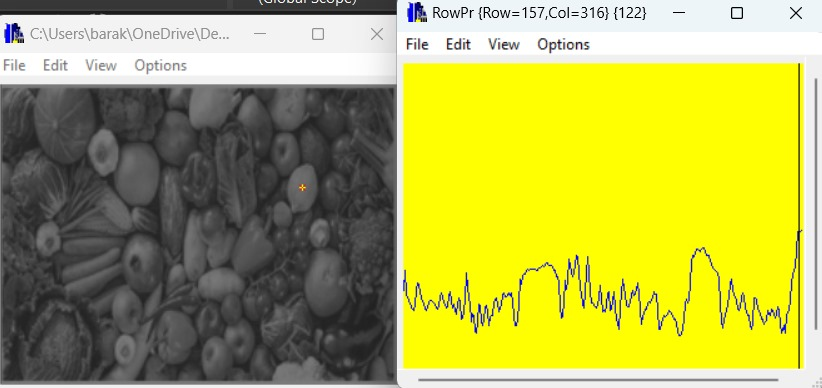 (Global Scope)
C:\Users\barak\OneDrive\De...
File Edit View Options
RowPr {Row=157,Col=316} {122}
File Edit View Options